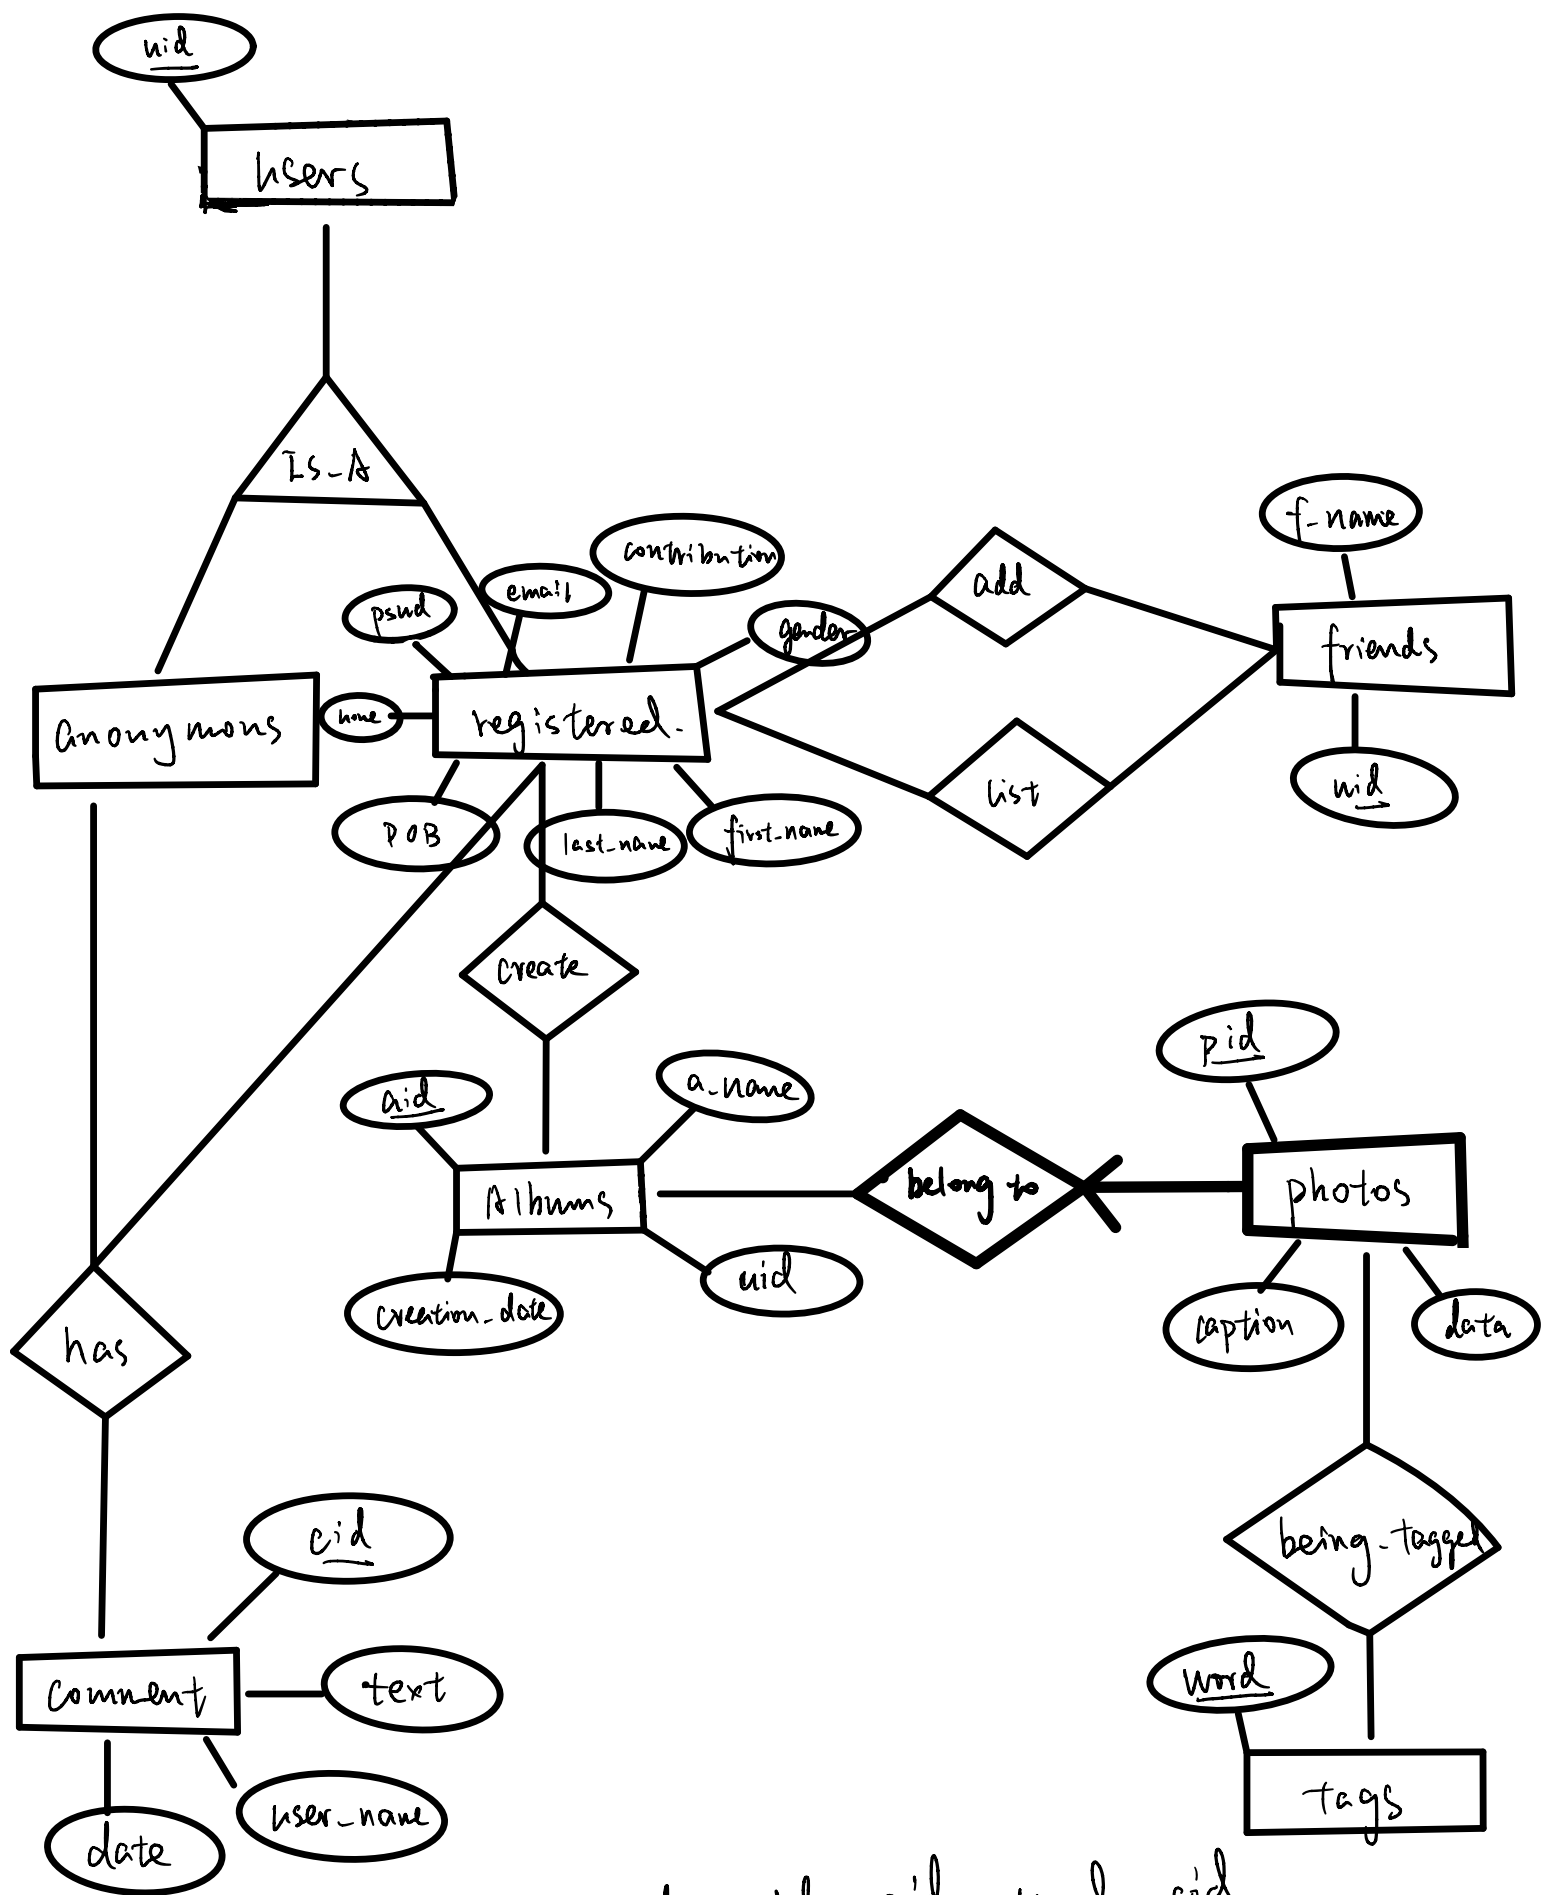 uid
users
IS_A
f_name
contribution
email
add
pswd
gender
friends
anonymous
home
registered.
list
uid
DOB
last_name
first_name
create
pid
a_name
aid
Albums
belong to
photos
uid
creation_date
caption
data
has
cid
being_tagged
word
text
comment
user_name
tags
date